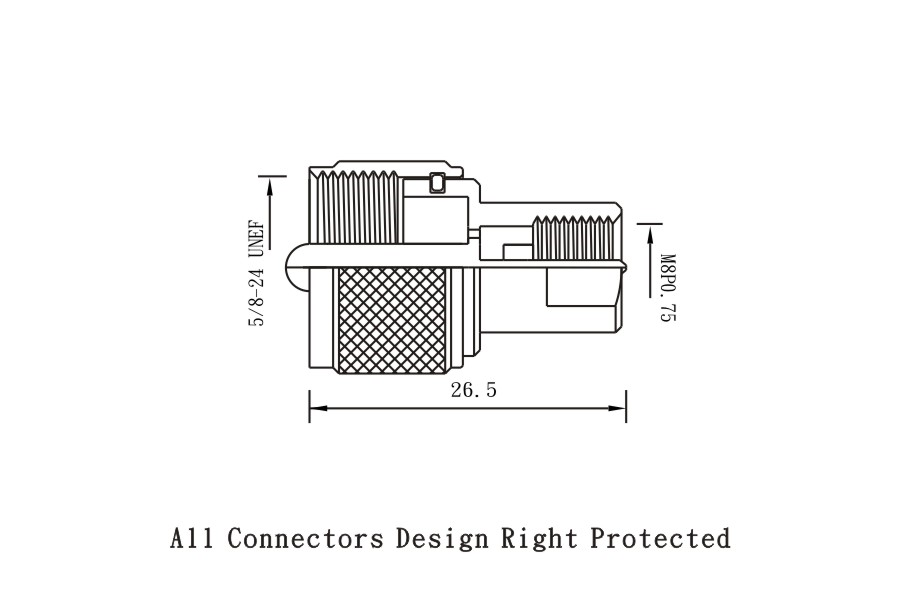 5/8-24 UNEF
M8P0.75
26.5
All Connectors Design Right Protected